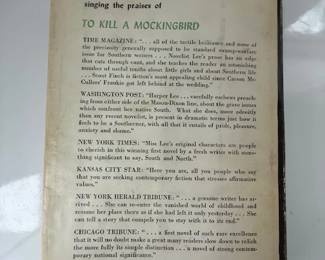 singing the praises of
TO KILL A MOCKINGBIRD
TIME MAGAZINE: ". . . all of the tactile brilliance and none of
the preciosity generally supposed to be standard swamp-warfare
issue for Southern writers . . . Novelist Lee's prose has an edge
that cuts through cant, and she teaches the reader an astonishing
number of useful truths about little girls and about Southern life
. . . Scout Finch is fiction's most appealing child since Carson Mc-
Cullers' Frankie got left behind at the wedding."
WASHINGTON POST: "Harper Lee . . . carefully eschews preach-
ing from either side of the Mason-Dixon line, about the grave issues
which confront her native South. What she does, more adroitly
than any recent novelist, is present in dramatic terms just how it
feels to be a Southerner, with all that it entails of pride, pleasure,
anxiety and shame."
NEW YORK TIMES: "Miss Lee's original characters are people
to cherish in this winning first novel by a fresh writer with some-
thing significant to say, South and North."
KANSAS CITY STAR: "Here you are, all you people who say
that you are seeking contemporary fiction that stresses affirmative
values."
NEW YORK HERALD TRIBUNE: ". . . a genuine writer has ar-
rived . . . She can re-enter the vanished world of childhood and
resume her place there as if she had left it only yesterday . . . She
can tell a story that compels you to stay with it to its end."
CHICAGO TRIBUNE: ". . . a first novel of such rare excellence
that it will no doubt make a great many readers slow down to relish
the more fully its simple distinction . . . a novel of strong contem-
porary national significance."